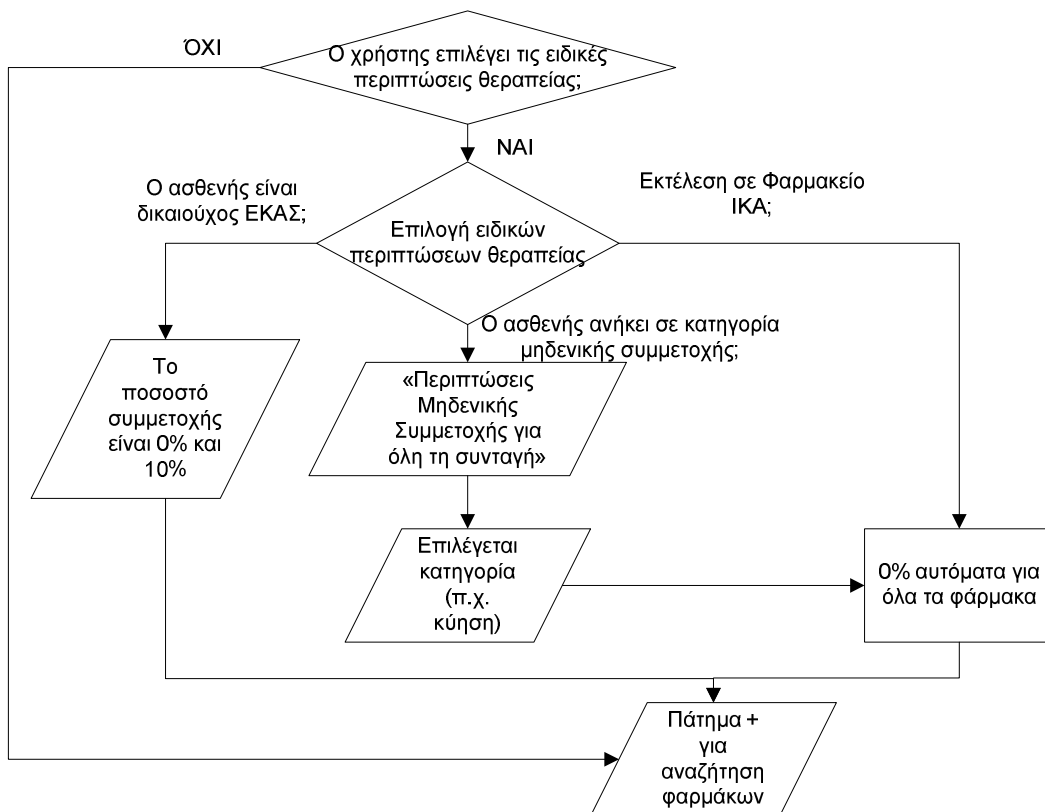 ΌΧΙ
Ο χρήστης επιλέγει τις ειδικές
περιπτώσεις θεραπείας;
ΝΑΙ
Ο ασθενής είναι
δικαιούχος ΕΚΑΣ;
Εκτέλεση σε Φαρμακείο
ΙΚΑ;
Επιλογή ειδικών
περιπτώσεων θεραπείας
Ο ασθενής ανήκει σε κατηγορία
μηδενικής συμμετοχής;
Το
ποσοστό
συμμετοχής
είναι 0% και
10%
«Περιπτώσεις
Μηδενικής
Συμμετοχής για
όλη τη συνταγή»
Επιλέγεται
κατηγορία
(π.χ.
κύηση)
0% αυτόματα για
όλα τα φάρμακα
Πάτημα +
για
αναζήτηση
φαρμάκων